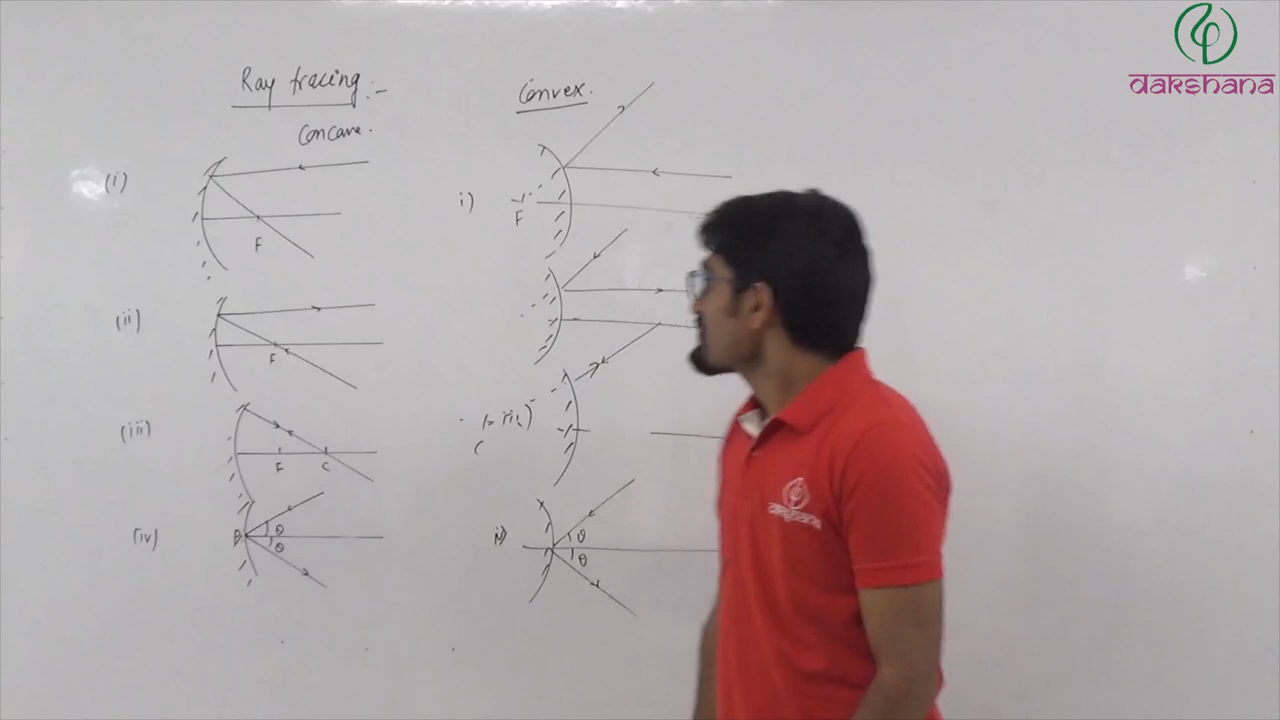 dakshana
Ray tracing :-
Concave.
Convex.
(i)
F
i)
F
(ii)
F
(iii)
F C
(iv)
P θ
θ
θ
θ
dakshana